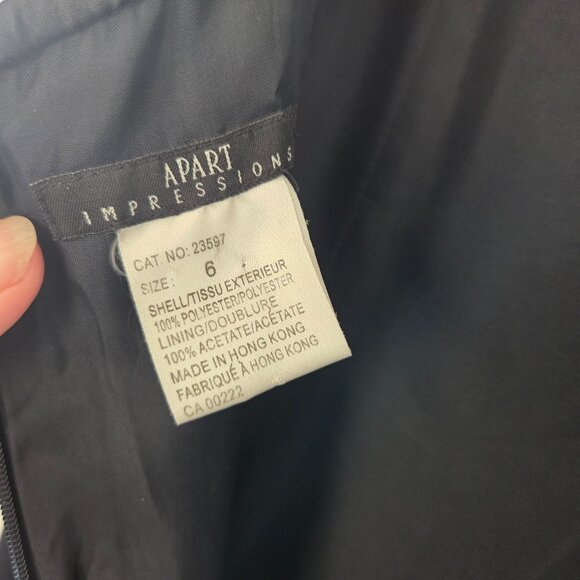 APART
IMPRESSIONS
CAT. NO: 23597
SIZE: 6
SHELL/TISSU EXTERIEUR
100% POLYESTER/POLYESTER
LINING/DOUBLURE
100% ACETATE/ACÉTATE
MADE IN HONG KONG
FABRIQUÉ À HONG KONG
CA 00222